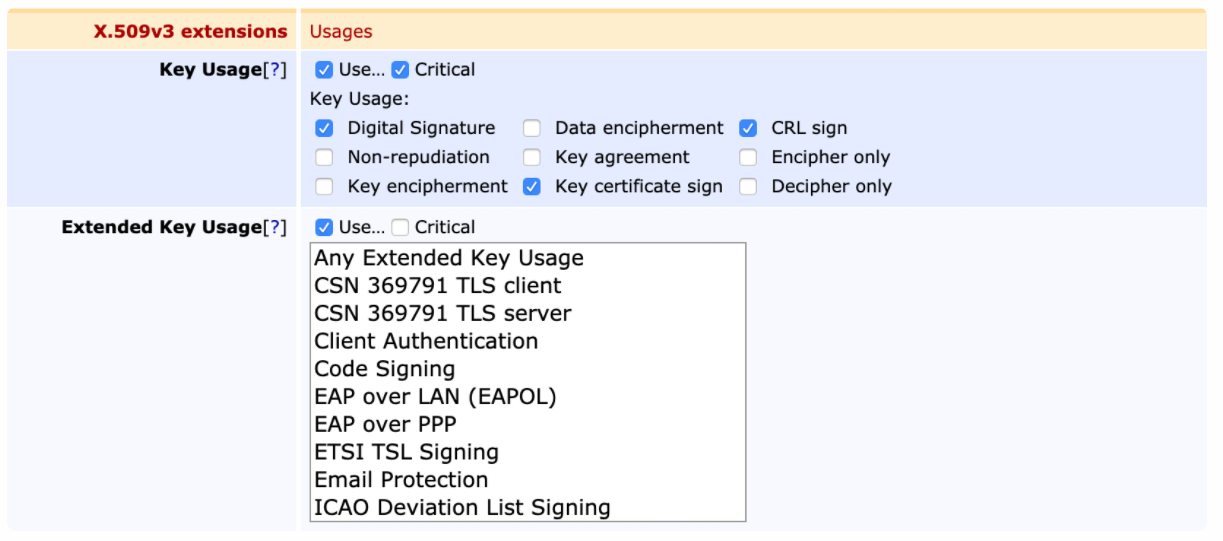 X.509v3 extensions Usages
Key Usage[?] Use... Critical
Key Usage:
Digital Signature Data encipherment CRL sign
Non-repudiation Key agreement Encipher only
Key encipherment Key certificate sign Decipher only
Extended Key Usage[?] Use... Critical
Any Extended Key Usage
CSN 369791 TLS client
CSN 369791 TLS server
Client Authentication
Code Signing
EAP over LAN (EAPOL)
EAP over PPP
ETSI TSL Signing
Email Protection
ICAO Deviation List Signing